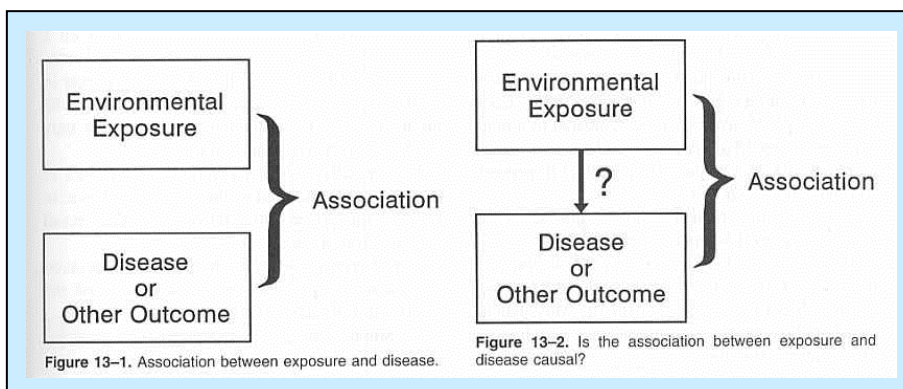 Environmental
Exposure
Association
Disease
or
Other Outcome
Figure 13–1. Association between exposure and disease.
Environmental
Exposure
?
Association
Disease
or
Other Outcome
Figure 13–2. Is the association between exposure and
disease causal?